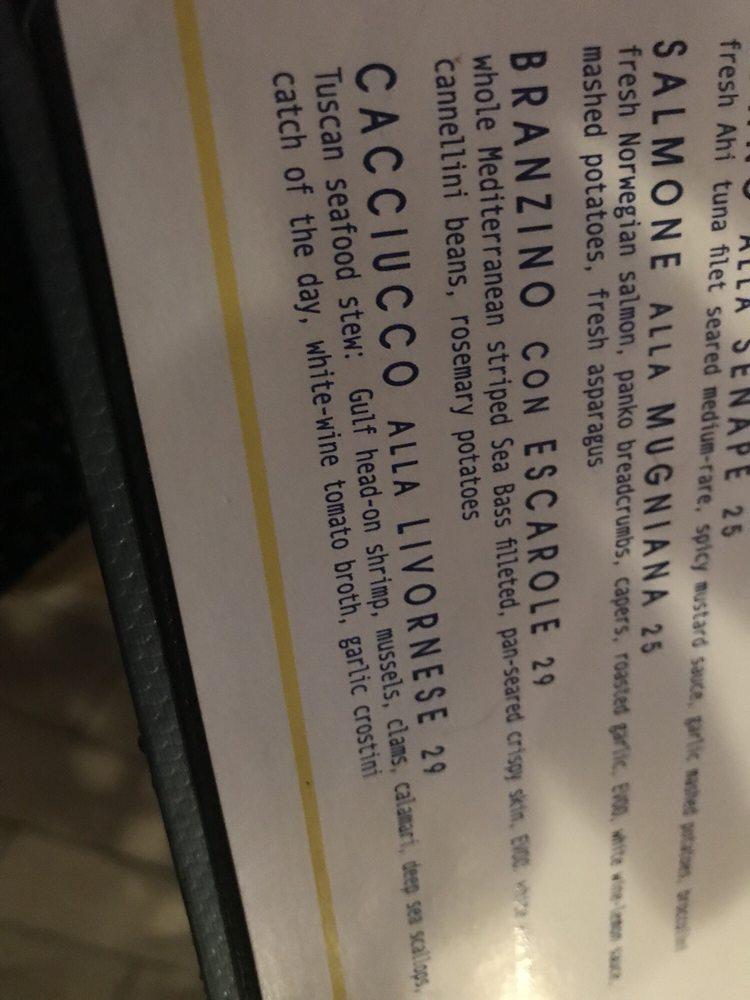 ALLA SENAPE 25
fresh Ahi tuna filet seared medium-rare, spicy mustard sauce, garlic mashed potatoes, broccolini
SALMONE ALLA MUGNIANA 25
fresh Norwegian salmon, panko breadcrumbs, capers, roasted garlic, EVOO, white wine-lemon sauce,
mashed potatoes, fresh asparagus
BRANZINO CON ESCAROLE 29
whole Mediterranean striped Sea Bass filleted, pan-seared crispy skin, EVOO, white
cannellini beans, rosemary potatoes
CACCIUCCO ALLA LIVORNESE 29
Tuscan seafood stew: Gulf head-on shrimp, mussels, clams, calamari, deep sea scallops,
catch of the day, white-wine tomato broth, garlic crostini